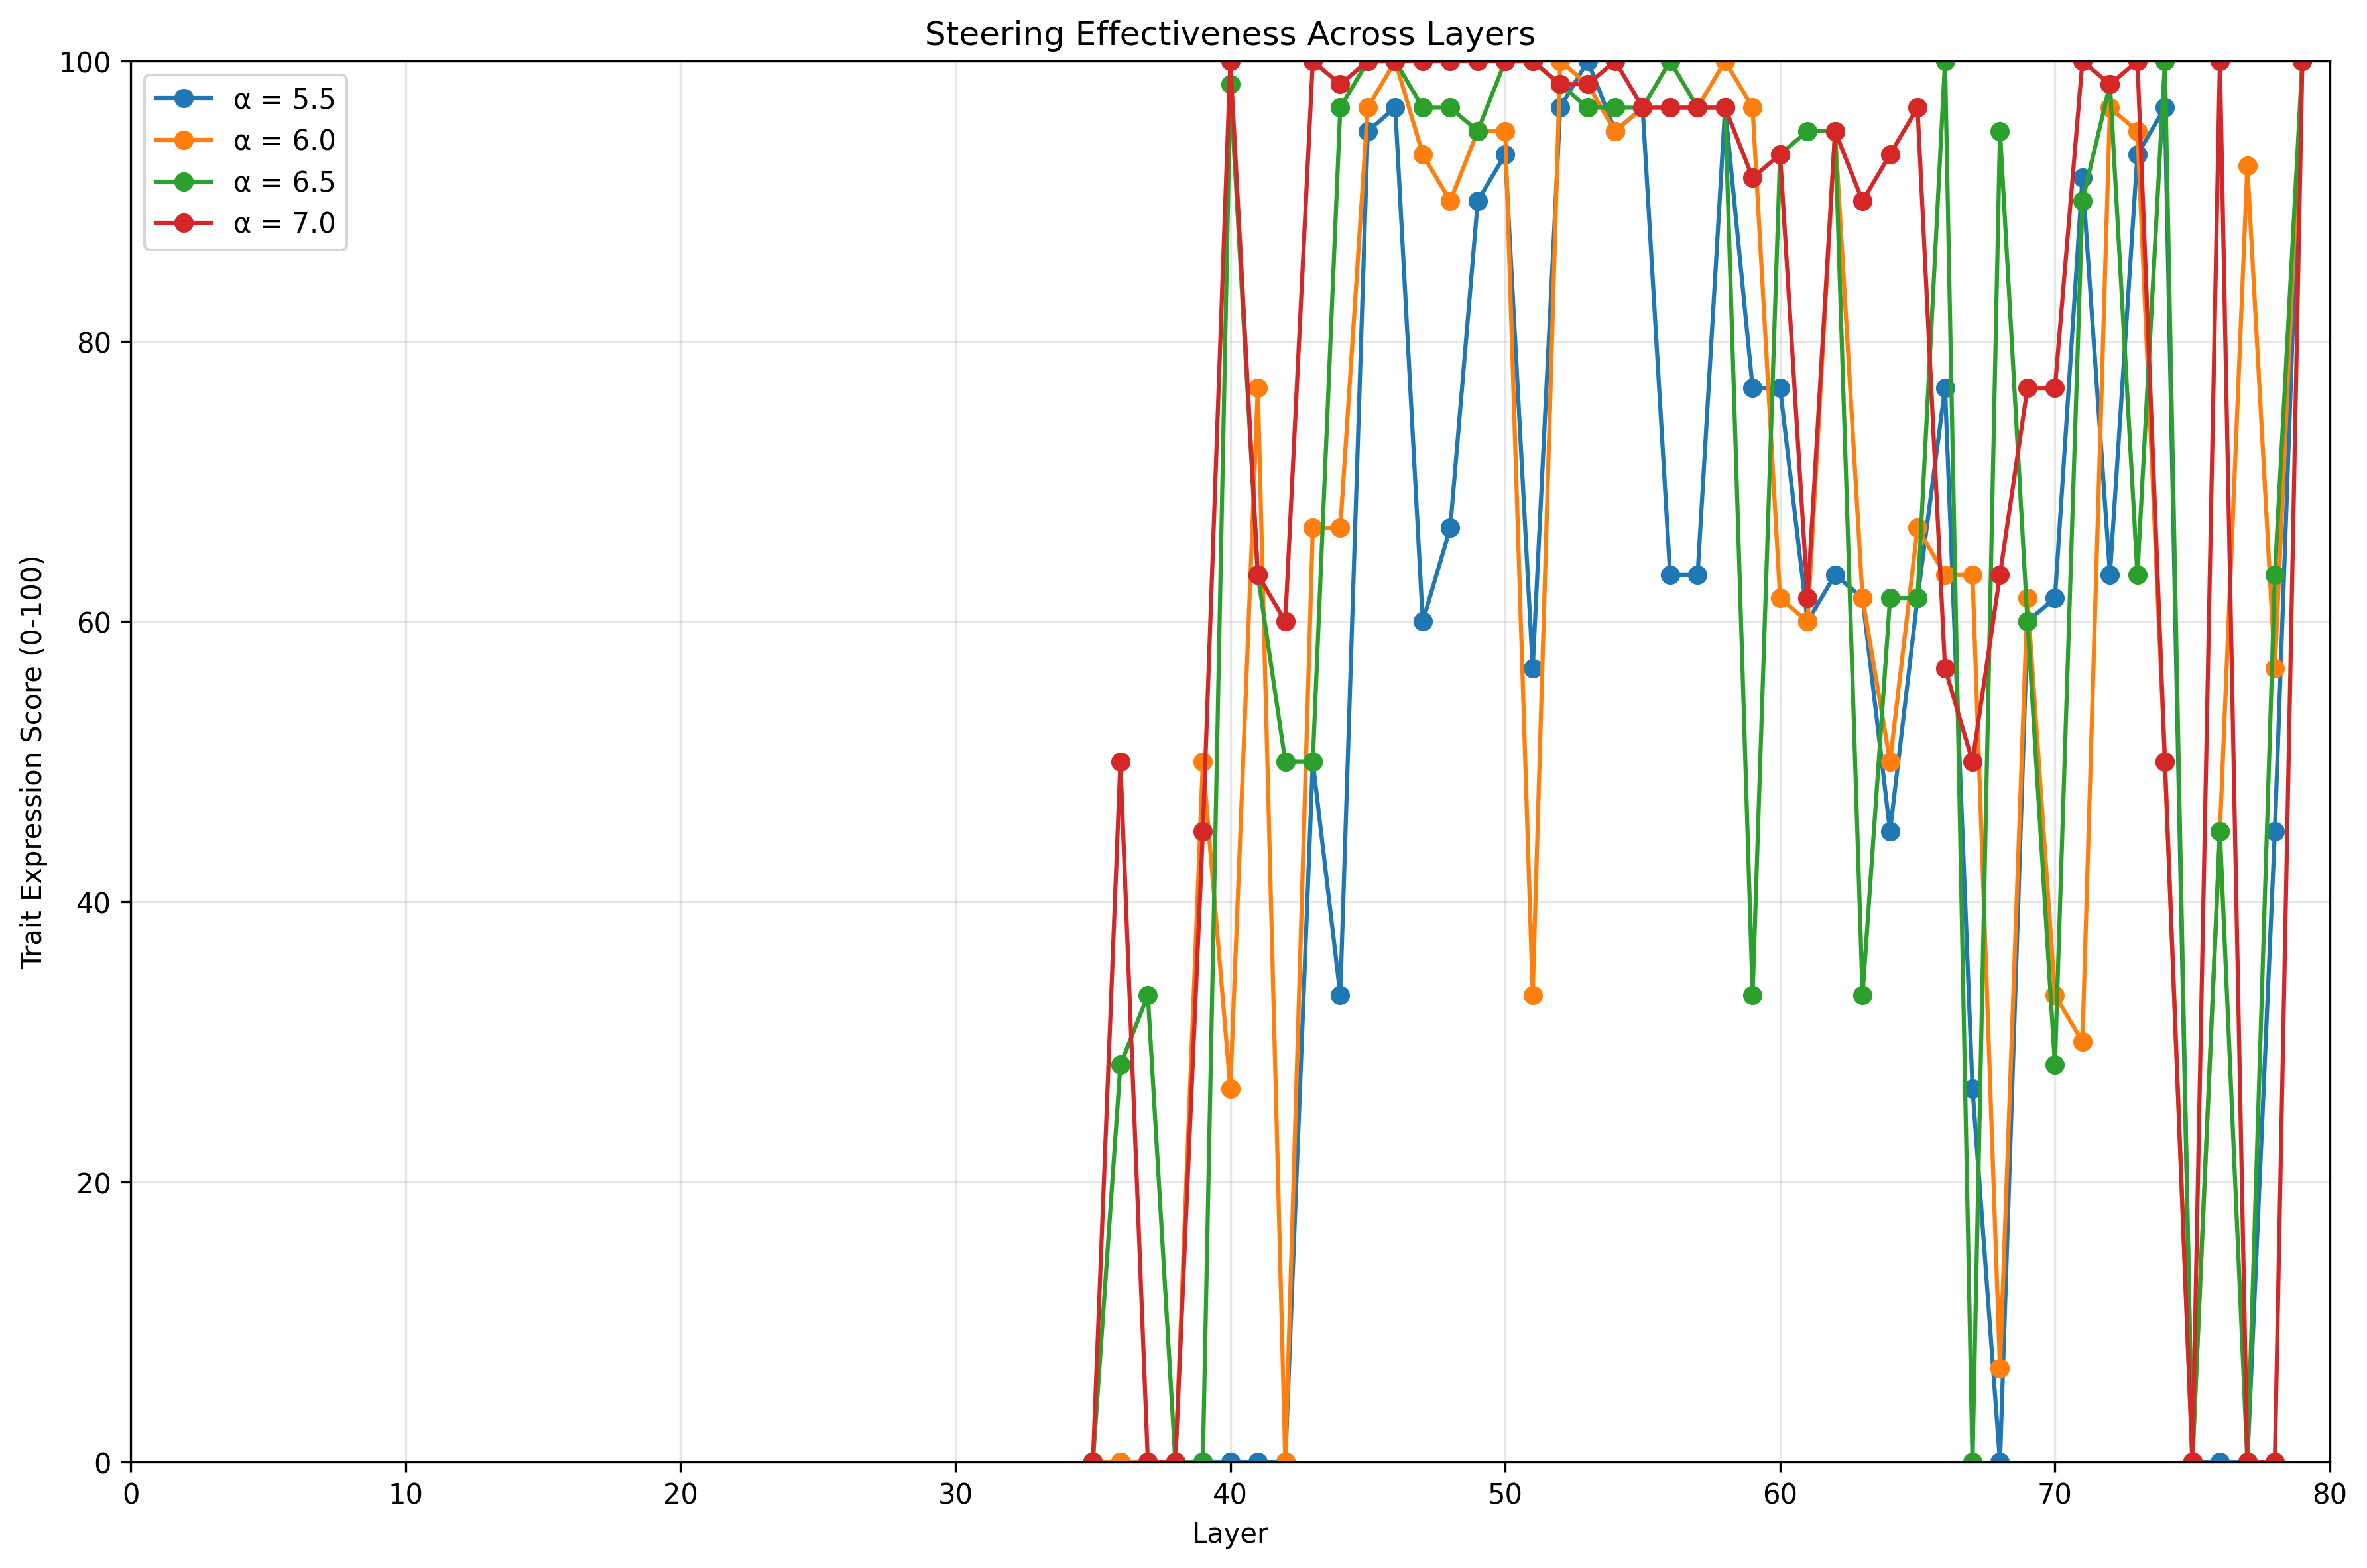 Steering Effectiveness Across Layers
100
80
60
40
20
0
Trait Expression Score (0-100)
α = 5.5
α = 6.0
α = 6.5
α = 7.0
0 10 20 30 40 50 60 70 80
Layer